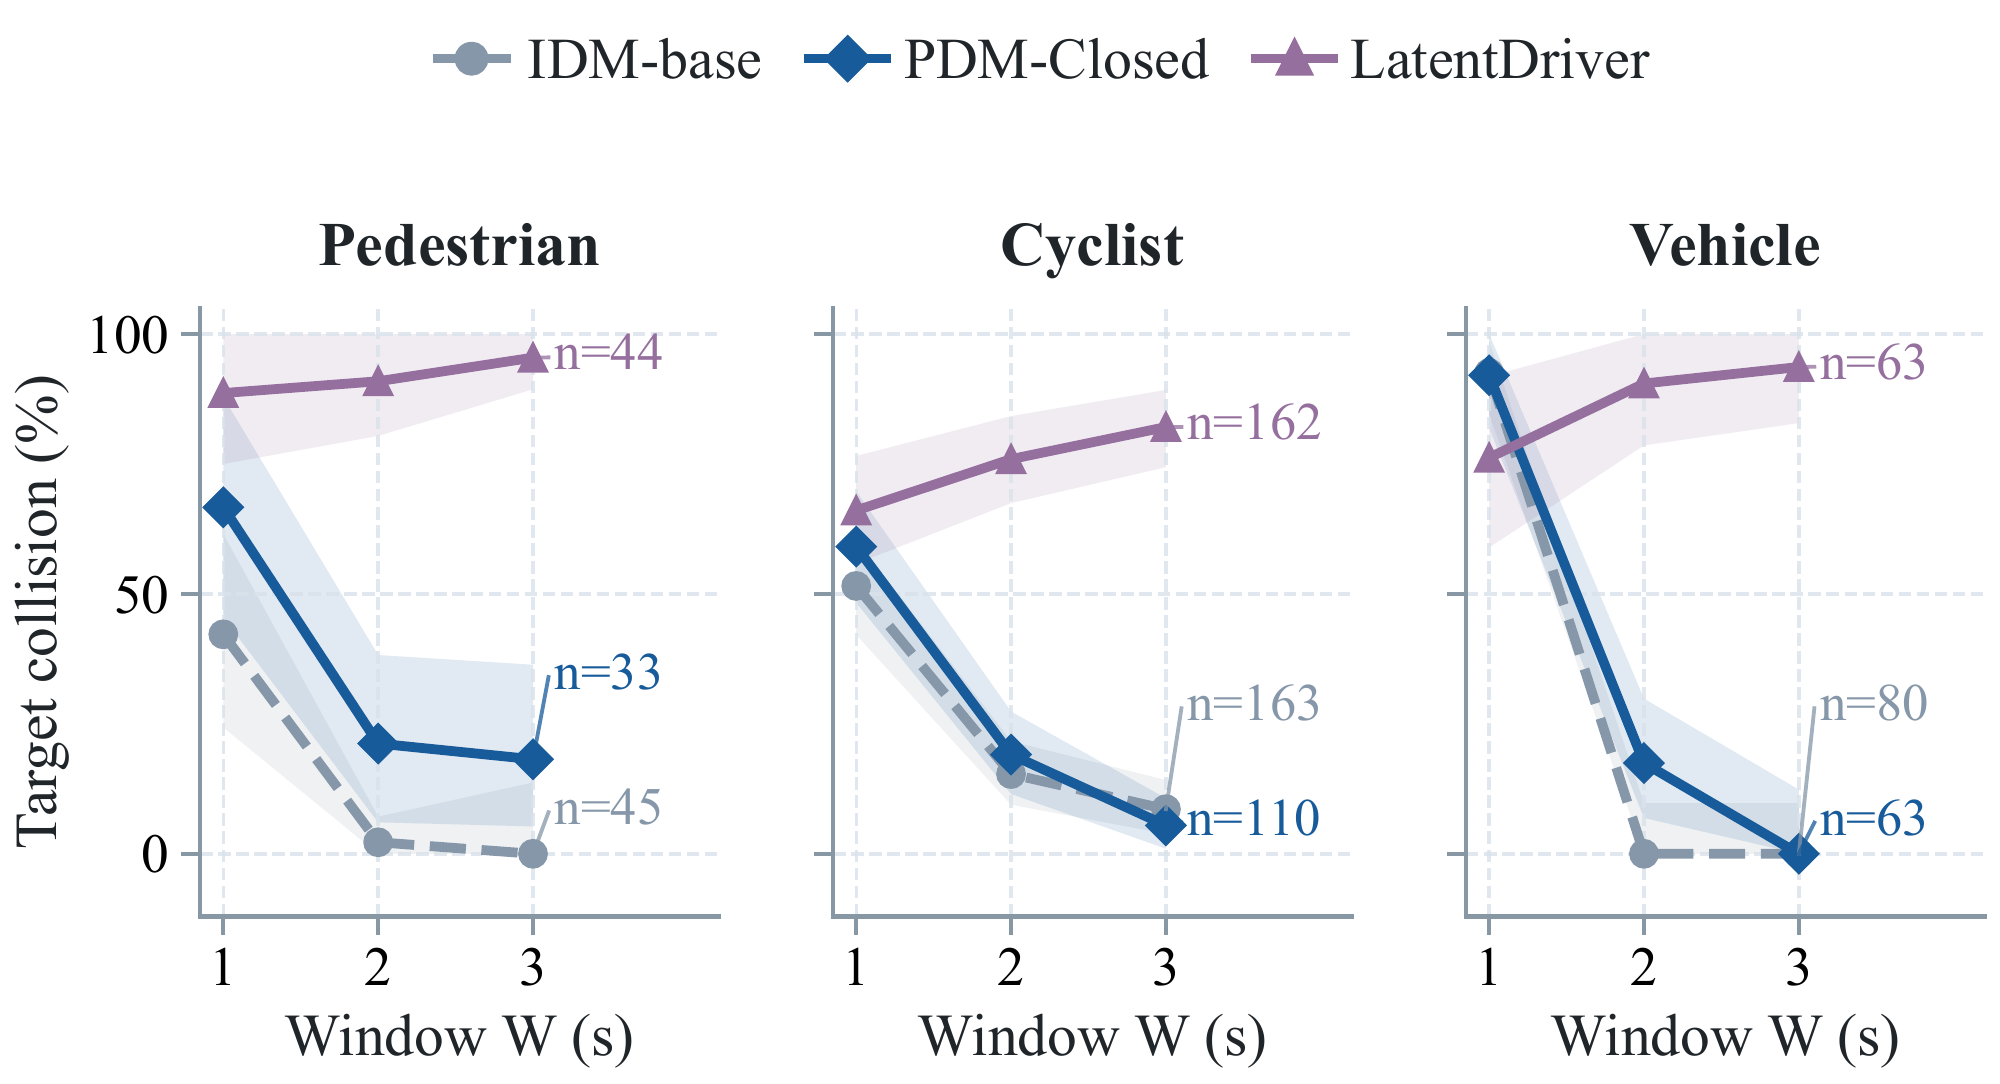 IDM-base PDM-Closed LatentDriver
Pedestrian Cyclist Vehicle
Target collision (%)
100
50
0
n=44
n=33
n=45
1 2 3
Window W (s)
n=162
n=163
n=110
1 2 3
Window W (s)
n=63
n=80
n=63
1 2 3
Window W (s)